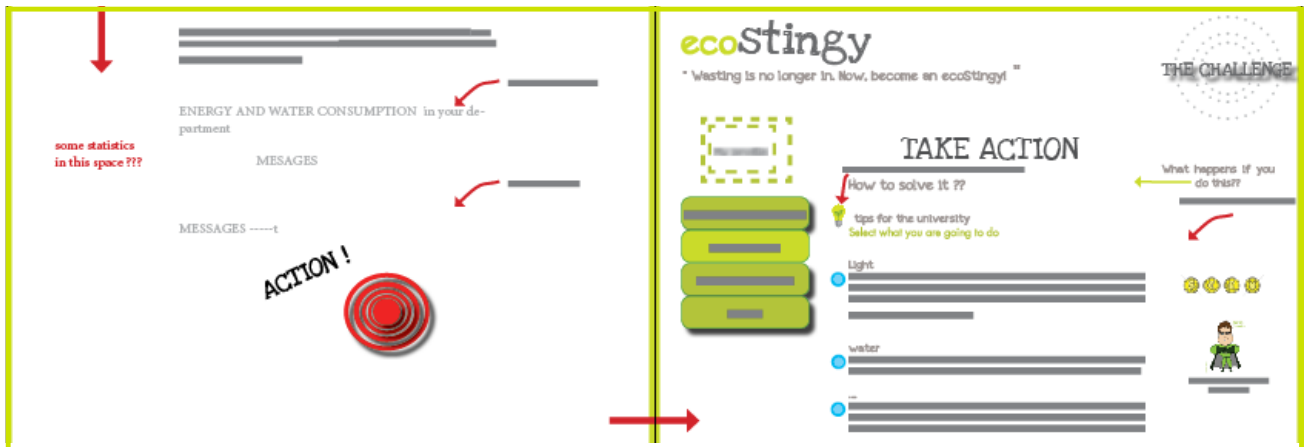 ENERGY AND WATER CONSUMPTION in your de-
partment
some statistics
in this space ???
MESAGES
MESSAGES -----t
ACTION !
ecoStingy
" Wasting is no longer in. Now, become an ecoStingy! "
THE CHALLENGE
TAKE ACTION
How to solve it ??
What happens if you
do this??
tips for the university
Select what you are going to do
Light
water
...